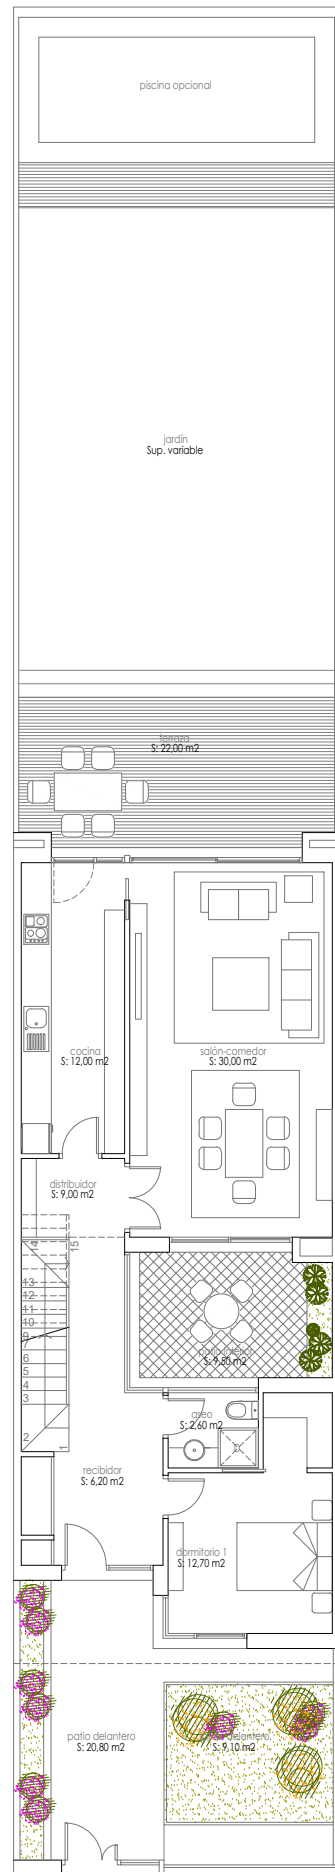 piscina opcional
jardín
Sup. variable
terraza
S: 22,00 m2
cocina
S: 12,00 m2
salón-comedor
S: 30,00 m2
distribuidor
S: 9,00 m2
14
15
13
12
11
10
9
7
6
5
4
3
2
1
patio interior
S: 9,50 m2
aseo
S: 2,60 m2
recibidor
S: 6,20 m2
dormitorio 1
S: 12,70 m2
patio delantero
S: 20,80 m2
delantero
S: 9,10 m2